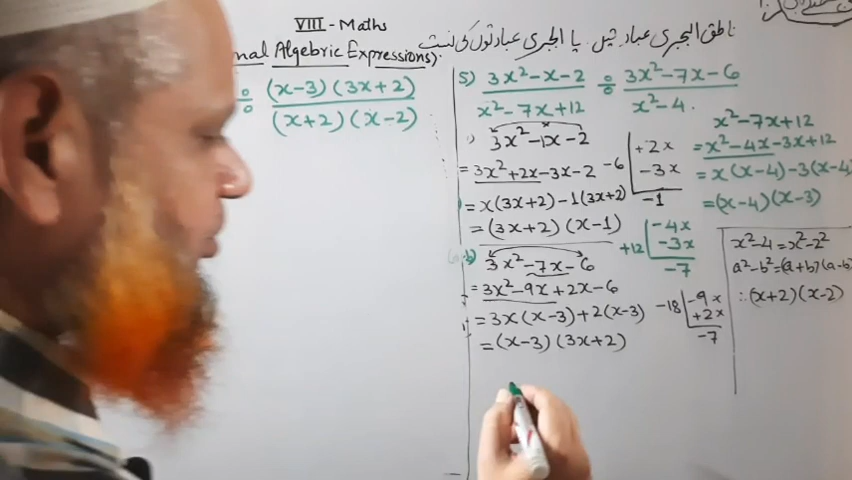 VIII - Maths
nal Algebric Expressions).
ناطق الجبری عبارتیں یا الجبری عبارتوں کی نسبت
÷ (x-3)(3x+2)
(x+2)(x-2)
5) 3x²-x-2 ÷ 3x²-7x-6
x²-7x+12 x²-4.
3x²-1x-2
= 3x²+2x-3x-2
= x(3x+2)-1(3x+2)
= (3x+2)(x-1)
-6 +2x
-3x
-1
3x²-7x-6
= 3x²-9x+2x-6
= 3x(x-3)+2(x-3)
= (x-3)(3x+2)
+12 -4x
-3x
-7
-18 -9x
+2x
-7
x²-7x+12
= x²-4x-3x+12
= x(x-4)-3(x-4
= (x-4)(x-3)
x²-4=x²-2²
a²-b²=(a+b)(a-b
∴(x+2)(x-2)